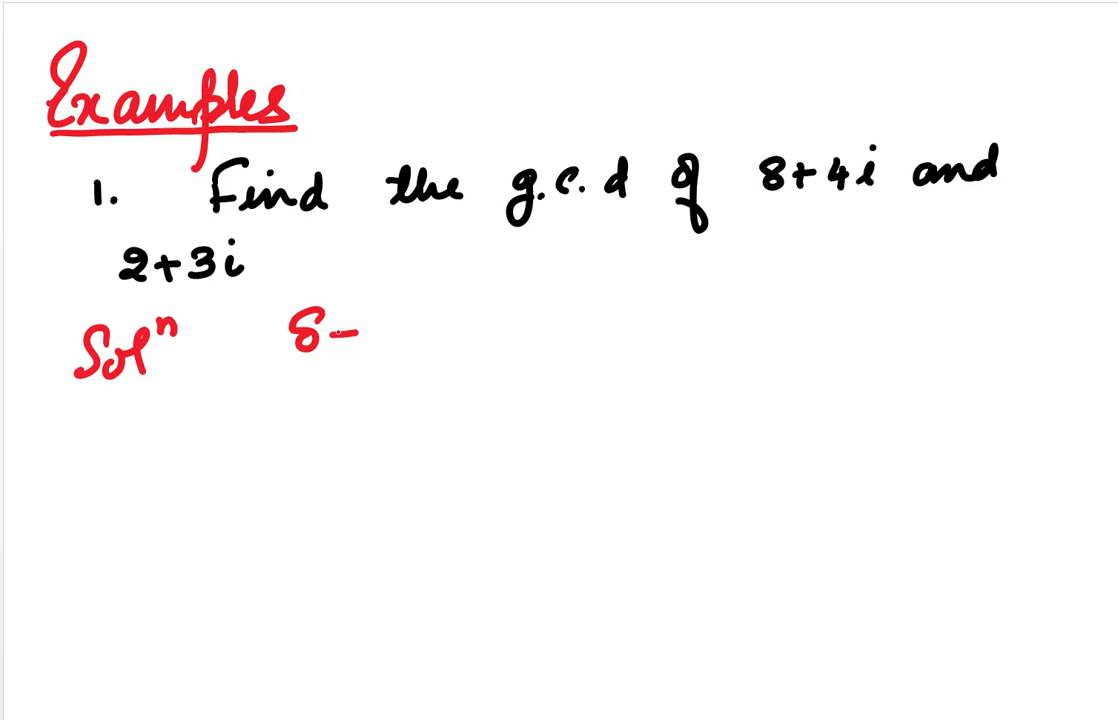 Examples
1. Find the g.c.d of 8+4i and
2+3i
Solⁿ 8-